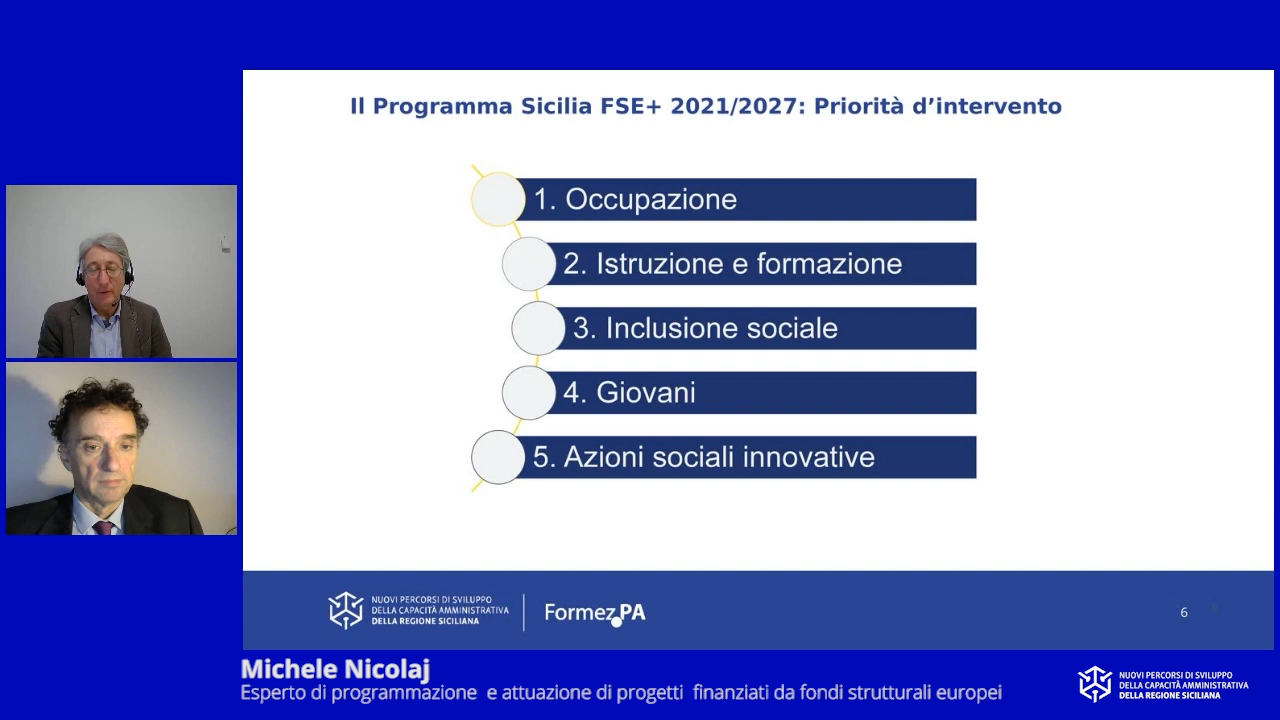 Il Programma Sicilia FSE+ 2021/2027: Priorità d’intervento
1. Occupazione
2. Istruzione e formazione
3. Inclusione sociale
4. Giovani
5. Azioni sociali innovative
NUOVI PERCORSI DI SVILUPPO
DELLA CAPACITÀ AMMINISTRATIVA
DELLA REGIONE SICILIANA
Formez.PA
6
Michele Nicolaj
Esperto di programmazione e attuazione di progetti finanziati da fondi strutturali europei
NUOVI PERCORSI DI SVILUPPO
DELLA CAPACITÀ AMMINISTRATIVA
DELLA REGIONE SICILIANA